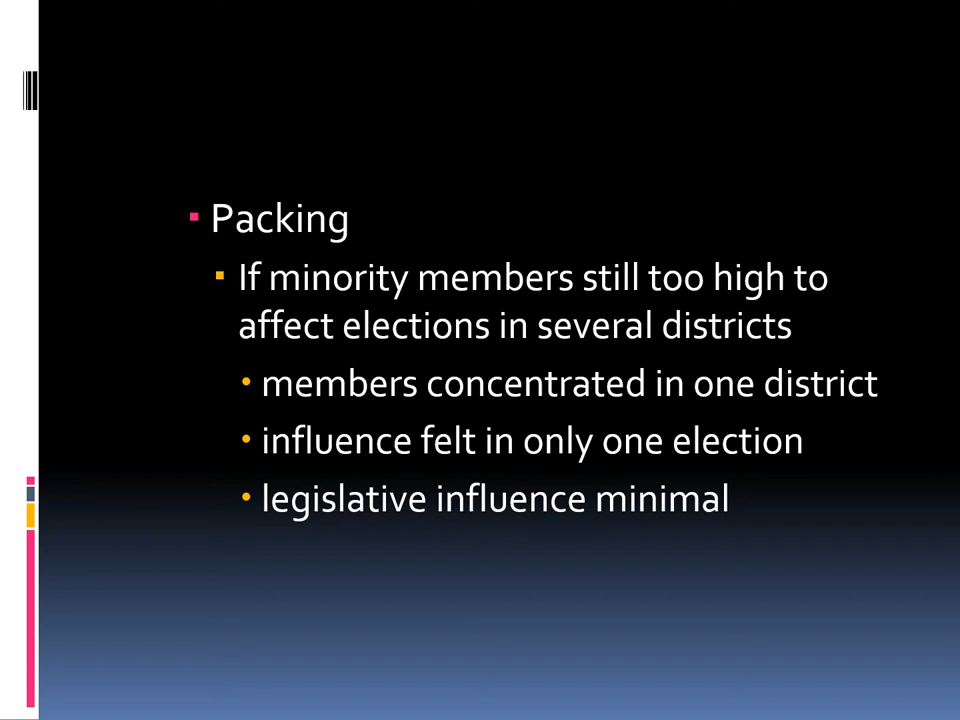 Packing
If minority members still too high to
affect elections in several districts
members concentrated in one district
influence felt in only one election
legislative influence minimal